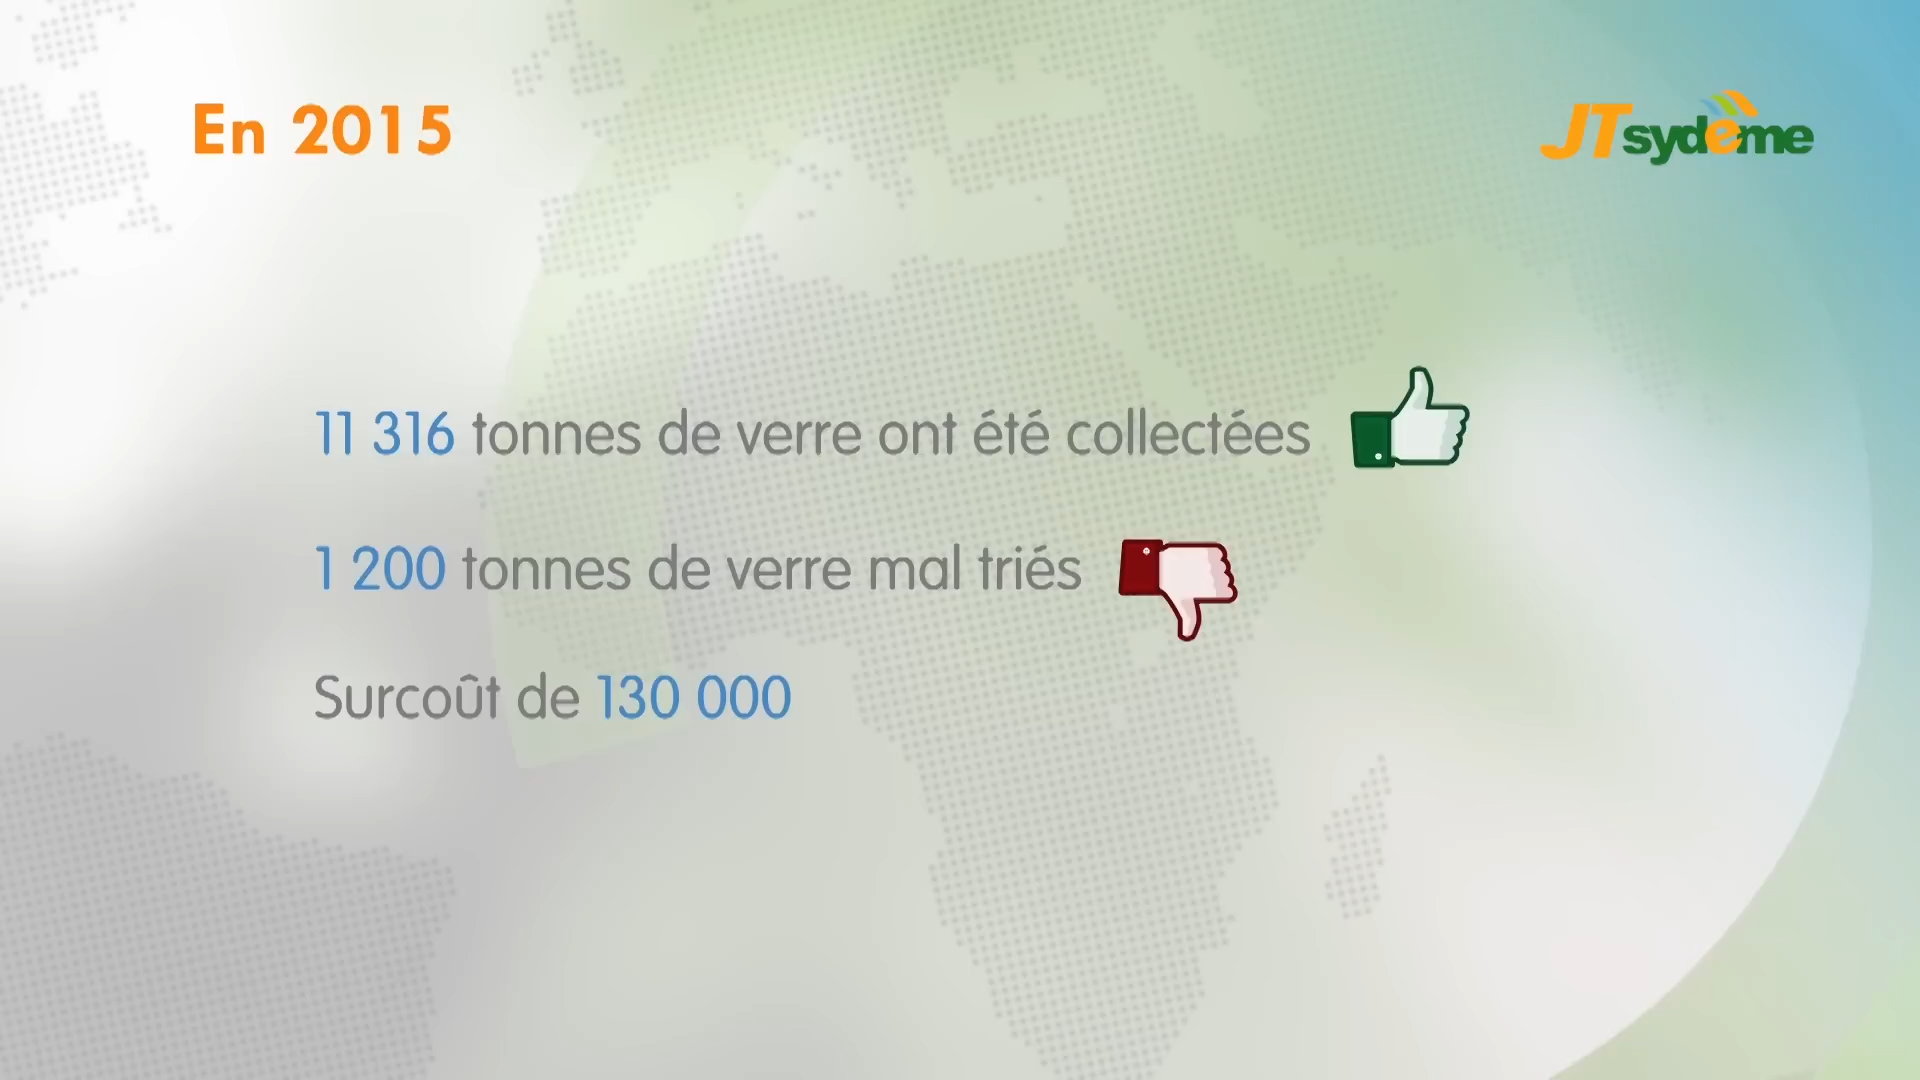 En 2015
JTsydeme
11 316 tonnes de verre ont été collectées
1 200 tonnes de verre mal triés
Surcoût de 130 000